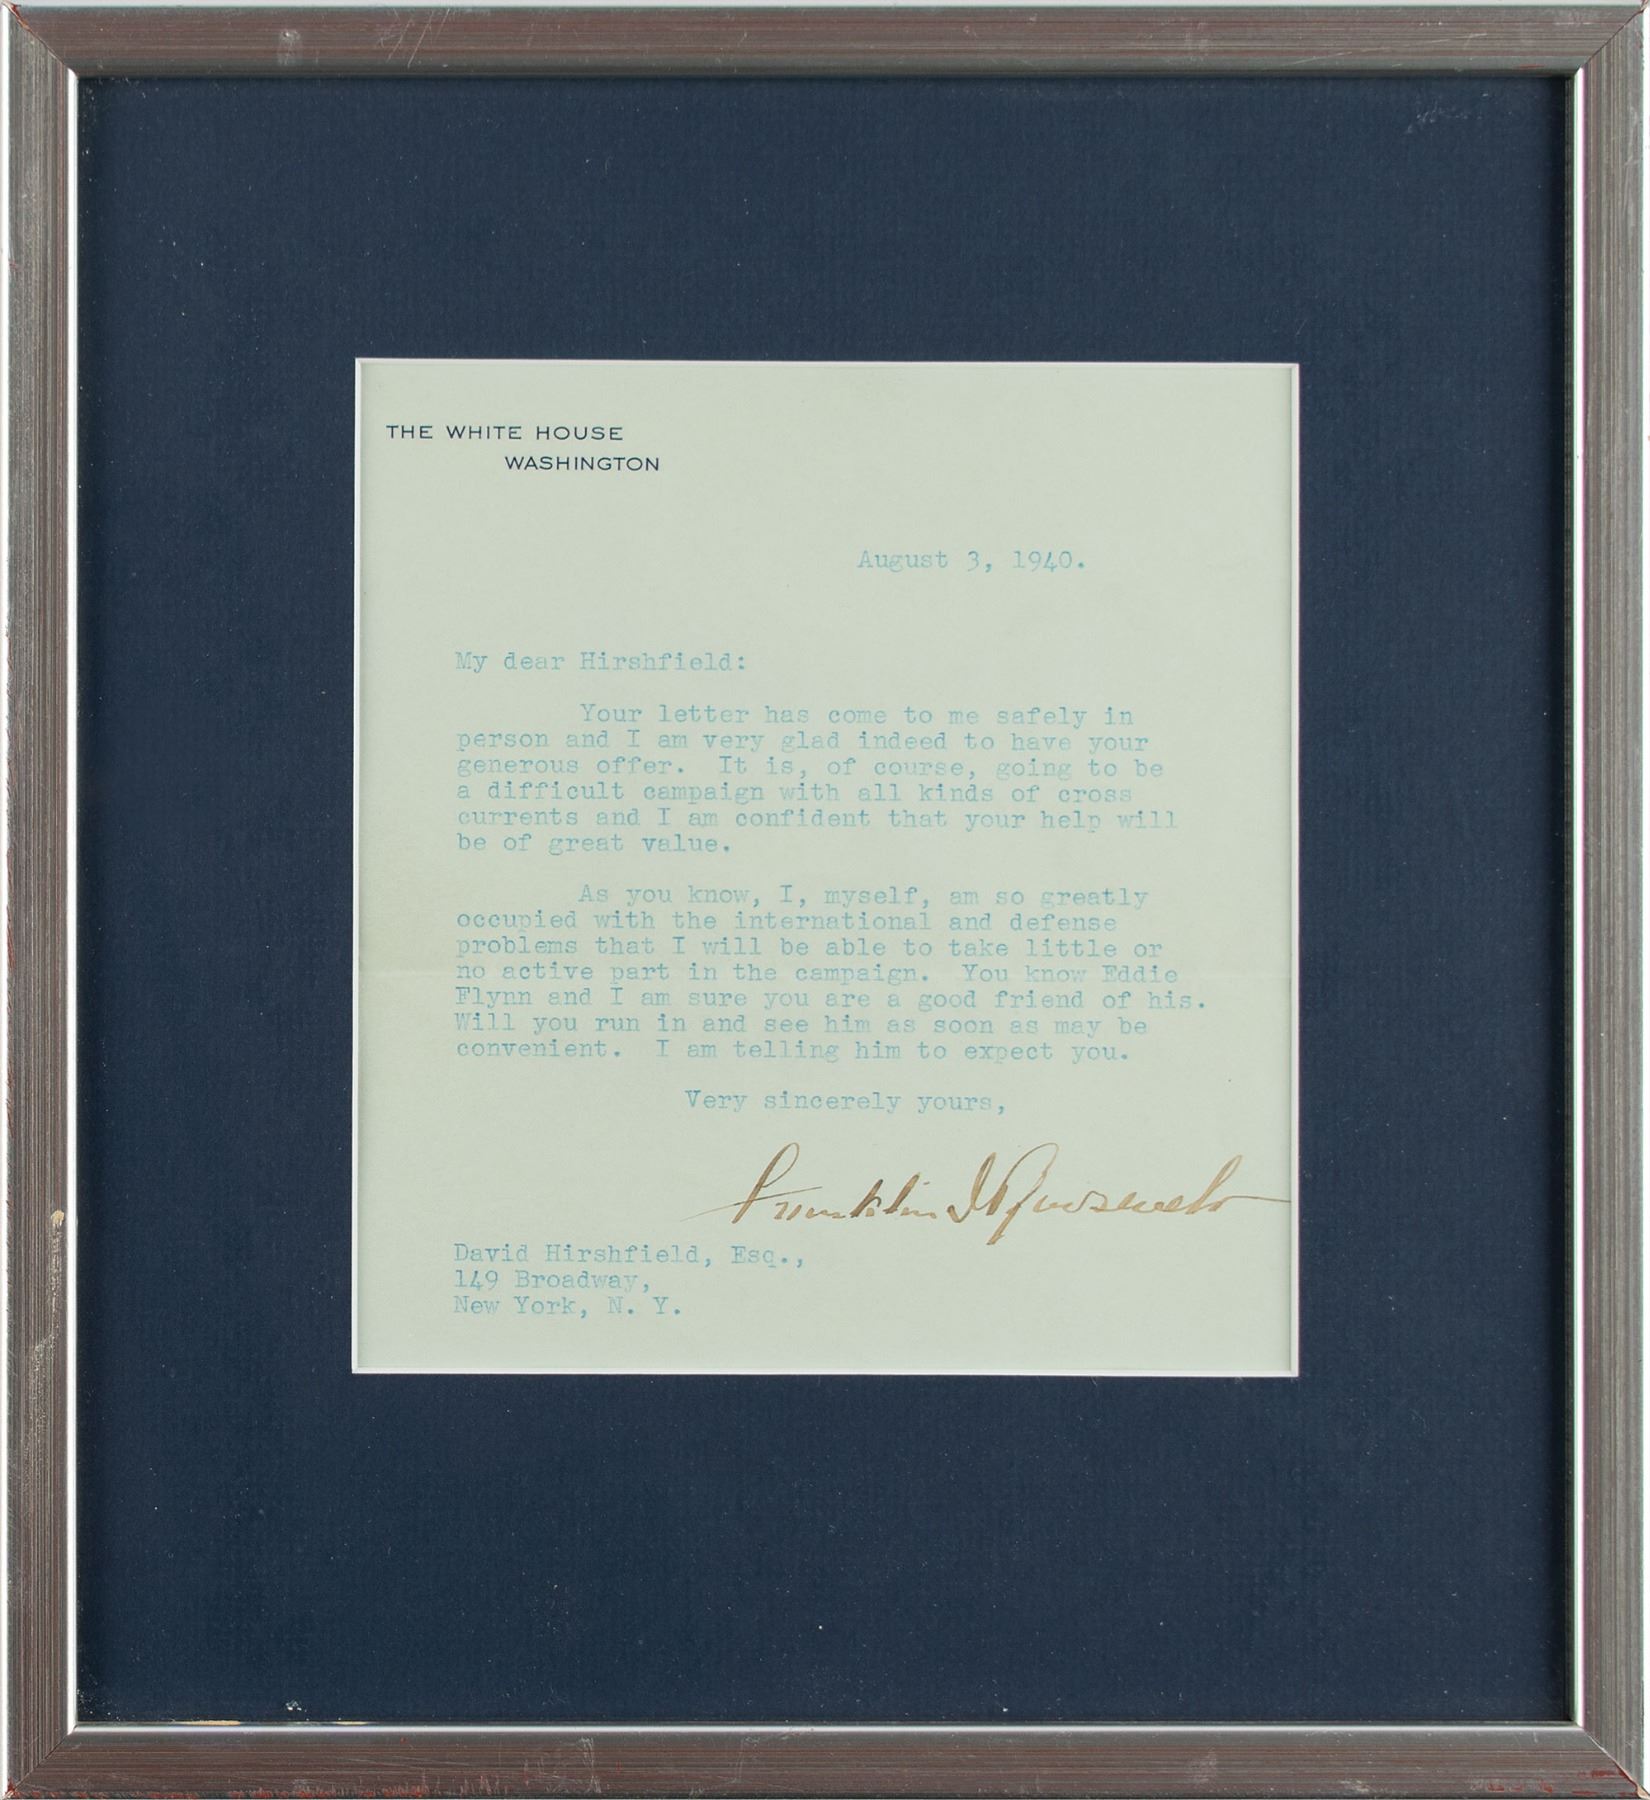 THE WHITE HOUSE
WASHINGTON
August 3, 1940.
My dear Hirshfield:
Your letter has come to me safely in
person and I am very glad indeed to have your
generous offer. It is, of course, going to be
a difficult campaign with all kinds of cross
currents and I am confident that your help will
be of great value.
As you know, I, myself, am so greatly
occupied with the international and defense
problems that I will be able to take little or
no active part in the campaign. You know Eddie
Flynn and I am sure you are a good friend of his.
Will you run in and see him as soon as may be
convenient. I am telling him to expect you.
Very sincerely yours,
Franklin D Roosevelt
David Hirshfield, Esq.,
149 Broadway,
New York, N. Y.